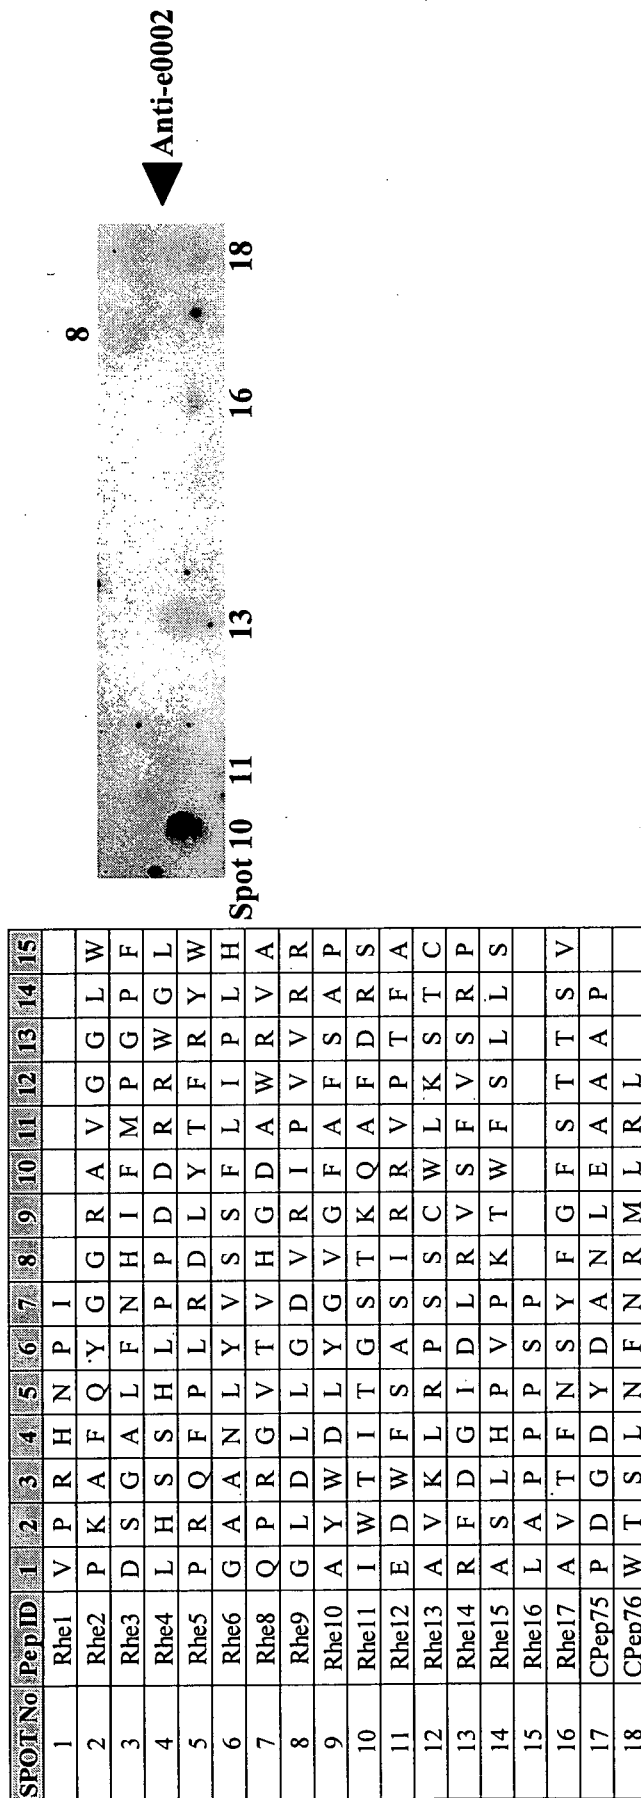 SPOT No Pep ID 1 2 3 4 5 6 7 8 9 10 11 12 13 14 15
1 Rhe1 V P R H N P I
2 Rhe2 P K A F Q Y G G R A V G G L W
3 Rhe3 D S G A L F N H I F M P G P F
4 Rhe4 L H S S H L P P D D R R W G L
5 Rhe5 P R Q F P L R D L Y T F R Y W
6 Rhe6 G A A N L Y V S S F L I P L H
7 Rhe8 Q P R G V T V H G D A W R V A
8 Rhe9 G L D L L G D V R I P V V R R
9 Rhe10 A Y W D L Y G V G F A F S A P
10 Rhe11 I W T I T G S T K Q A F D R S
11 Rhe12 E D W F S A S I R R V P T F A
12 Rhe13 A V K L R P S S C W L K S T C
13 Rhe14 R F D G I D L R V S F V S R P
14 Rhe15 A S L H P V P K T W F S L L S
15 Rhe16 L A P P P S P
16 Rhe17 A V T F N S Y F G F S T T S V
17 CPep75 P D G D Y D A N L E A A A P
18 CPep76 W T S L N F N R M L R L
8
Spot 10 11 13 16 18
Anti-e0002